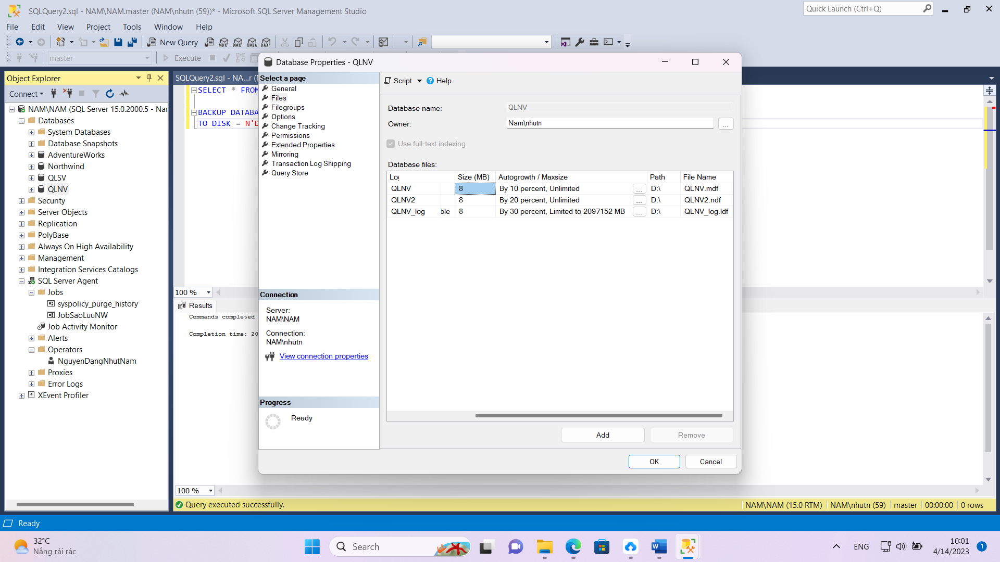 SQLQuery2.sql - NAM\NAM.master (NAM\nhutn (59))* - Microsoft SQL Server Management Studio
Quick Launch (Ctrl+Q)
File Edit View Project Tools Window Help
New Query MDX DMX XMLA DAX
master Execute
Object Explorer
Connect
NAM\NAM (SQL Server 15.0.2000.5 - Nar
Databases
System Databases
Database Snapshots
AdventureWorks
Northwind
QLSV
QLNV
Security
Server Objects
Replication
PolyBase
Always On High Availability
Management
Integration Services Catalogs
SQL Server Agent
Jobs
syspolicy_purge_history
JobSaoLuuNW
Job Activity Monitor
Alerts
Operators
NguyenDangNhutNam
Proxies
Error Logs
XEvent Profiler
SQLQuery2.sql - NA...r (
SELECT * FROM
BACKUP DATABA
TO DISK = N'D
100 %
Results
Commands completed
Completion time: 20
100 %
Database Properties - QLNV
Select a page
General
Files
Filegroups
Options
Change Tracking
Permissions
Extended Properties
Mirroring
Transaction Log Shipping
Query Store
Connection
Server:
NAM\NAM
Connection:
NAM\nhutn
View connection properties
Progress
Ready
Script Help
Database name: QLNV
Owner: Nam\nhutn ...
Use full-text indexing
Database files:
Log Size (MB) Autogrowth / Maxsize Path File Name
QLNV 8 By 10 percent, Unlimited ... D:\ QLNV.mdf
QLNV2 8 By 20 percent, Unlimited ... D:\ QLNV2.ndf
QLNV_log ble 8 By 30 percent, Limited to 2097152 MB ... D:\ QLNV_log.ldf
Add Remove
OK Cancel
Query executed successfully. NAM\NAM (15.0 RTM) NAM\nhutn (59) master 00:00:00 0 rows
Ready
32°C
Nắng rải rác
Search
W
ENG
10:01
4/14/2023
1